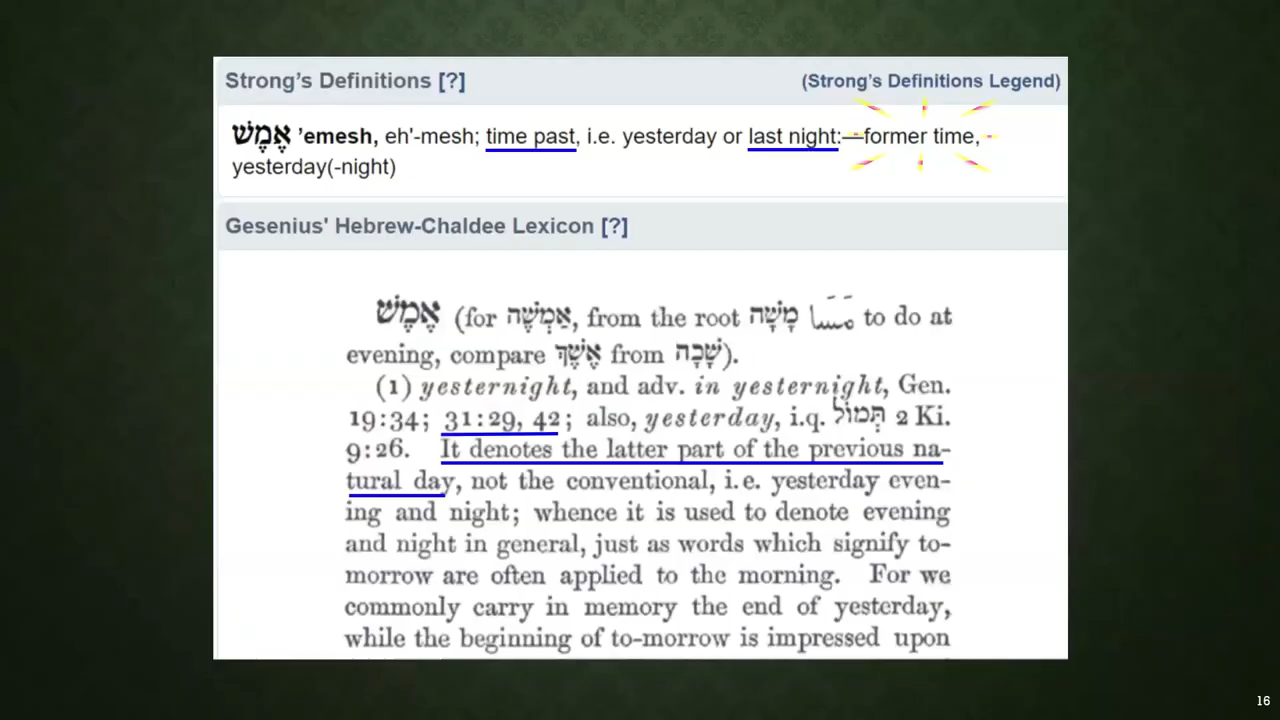 Strong's Definitions [?] (Strong's Definitions Legend)
אֶמֶשׁ 'emesh, eh'-mesh; time past, i.e. yesterday or last night:—former time,
yesterday(-night)
Gesenius' Hebrew-Chaldee Lexicon [?]
אֶמֶשׁ (for אֶמְשֶׁה, from the root מָשָׁה to do at
evening, compare אֶשֶׁךְ from שָׁכָה).
(1) yesternight, and adv. in yesternight, Gen.
19:34; 31:29, 42; also, yesterday, i.q. תְּמוֹל 2 Ki.
9:26. It denotes the latter part of the previous na-
tural day, not the conventional, i.e. yesterday even-
ing and night; whence it is used to denote evening
and night in general, just as words which signify to-
morrow are often applied to the morning. For we
commonly carry in memory the end of yesterday,
while the beginning of to-morrow is impressed upon
16